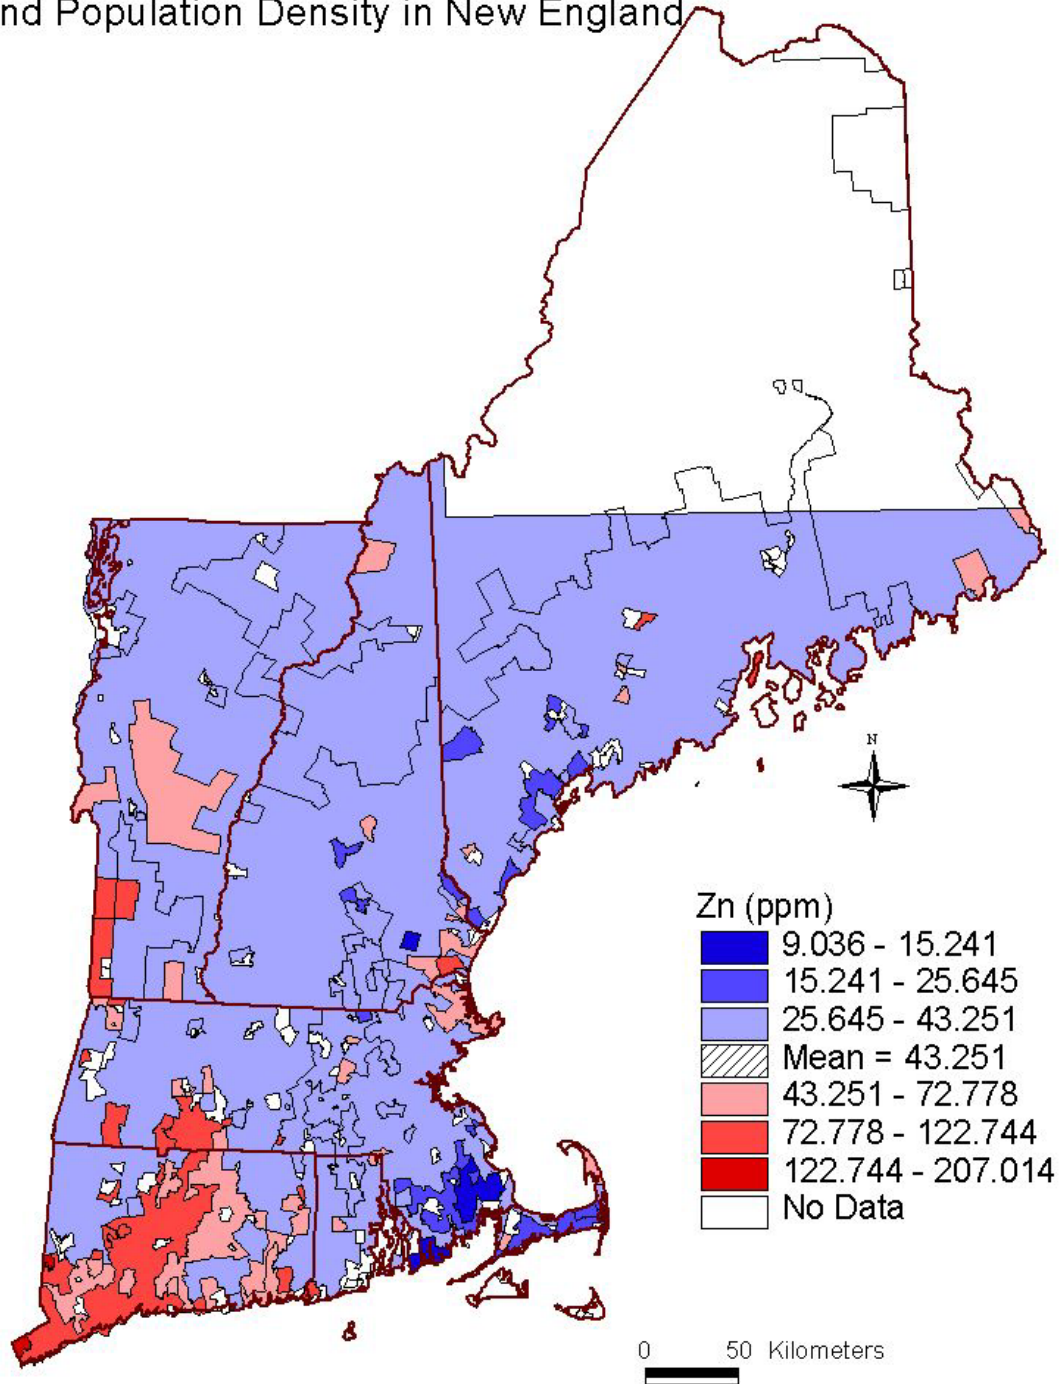 nd Population Density in New England
N
Zn (ppm)
9.036 - 15.241
15.241 - 25.645
25.645 - 43.251
Mean = 43.251
43.251 - 72.778
72.778 - 122.744
122.744 - 207.014
No Data
0 50 Kilometers